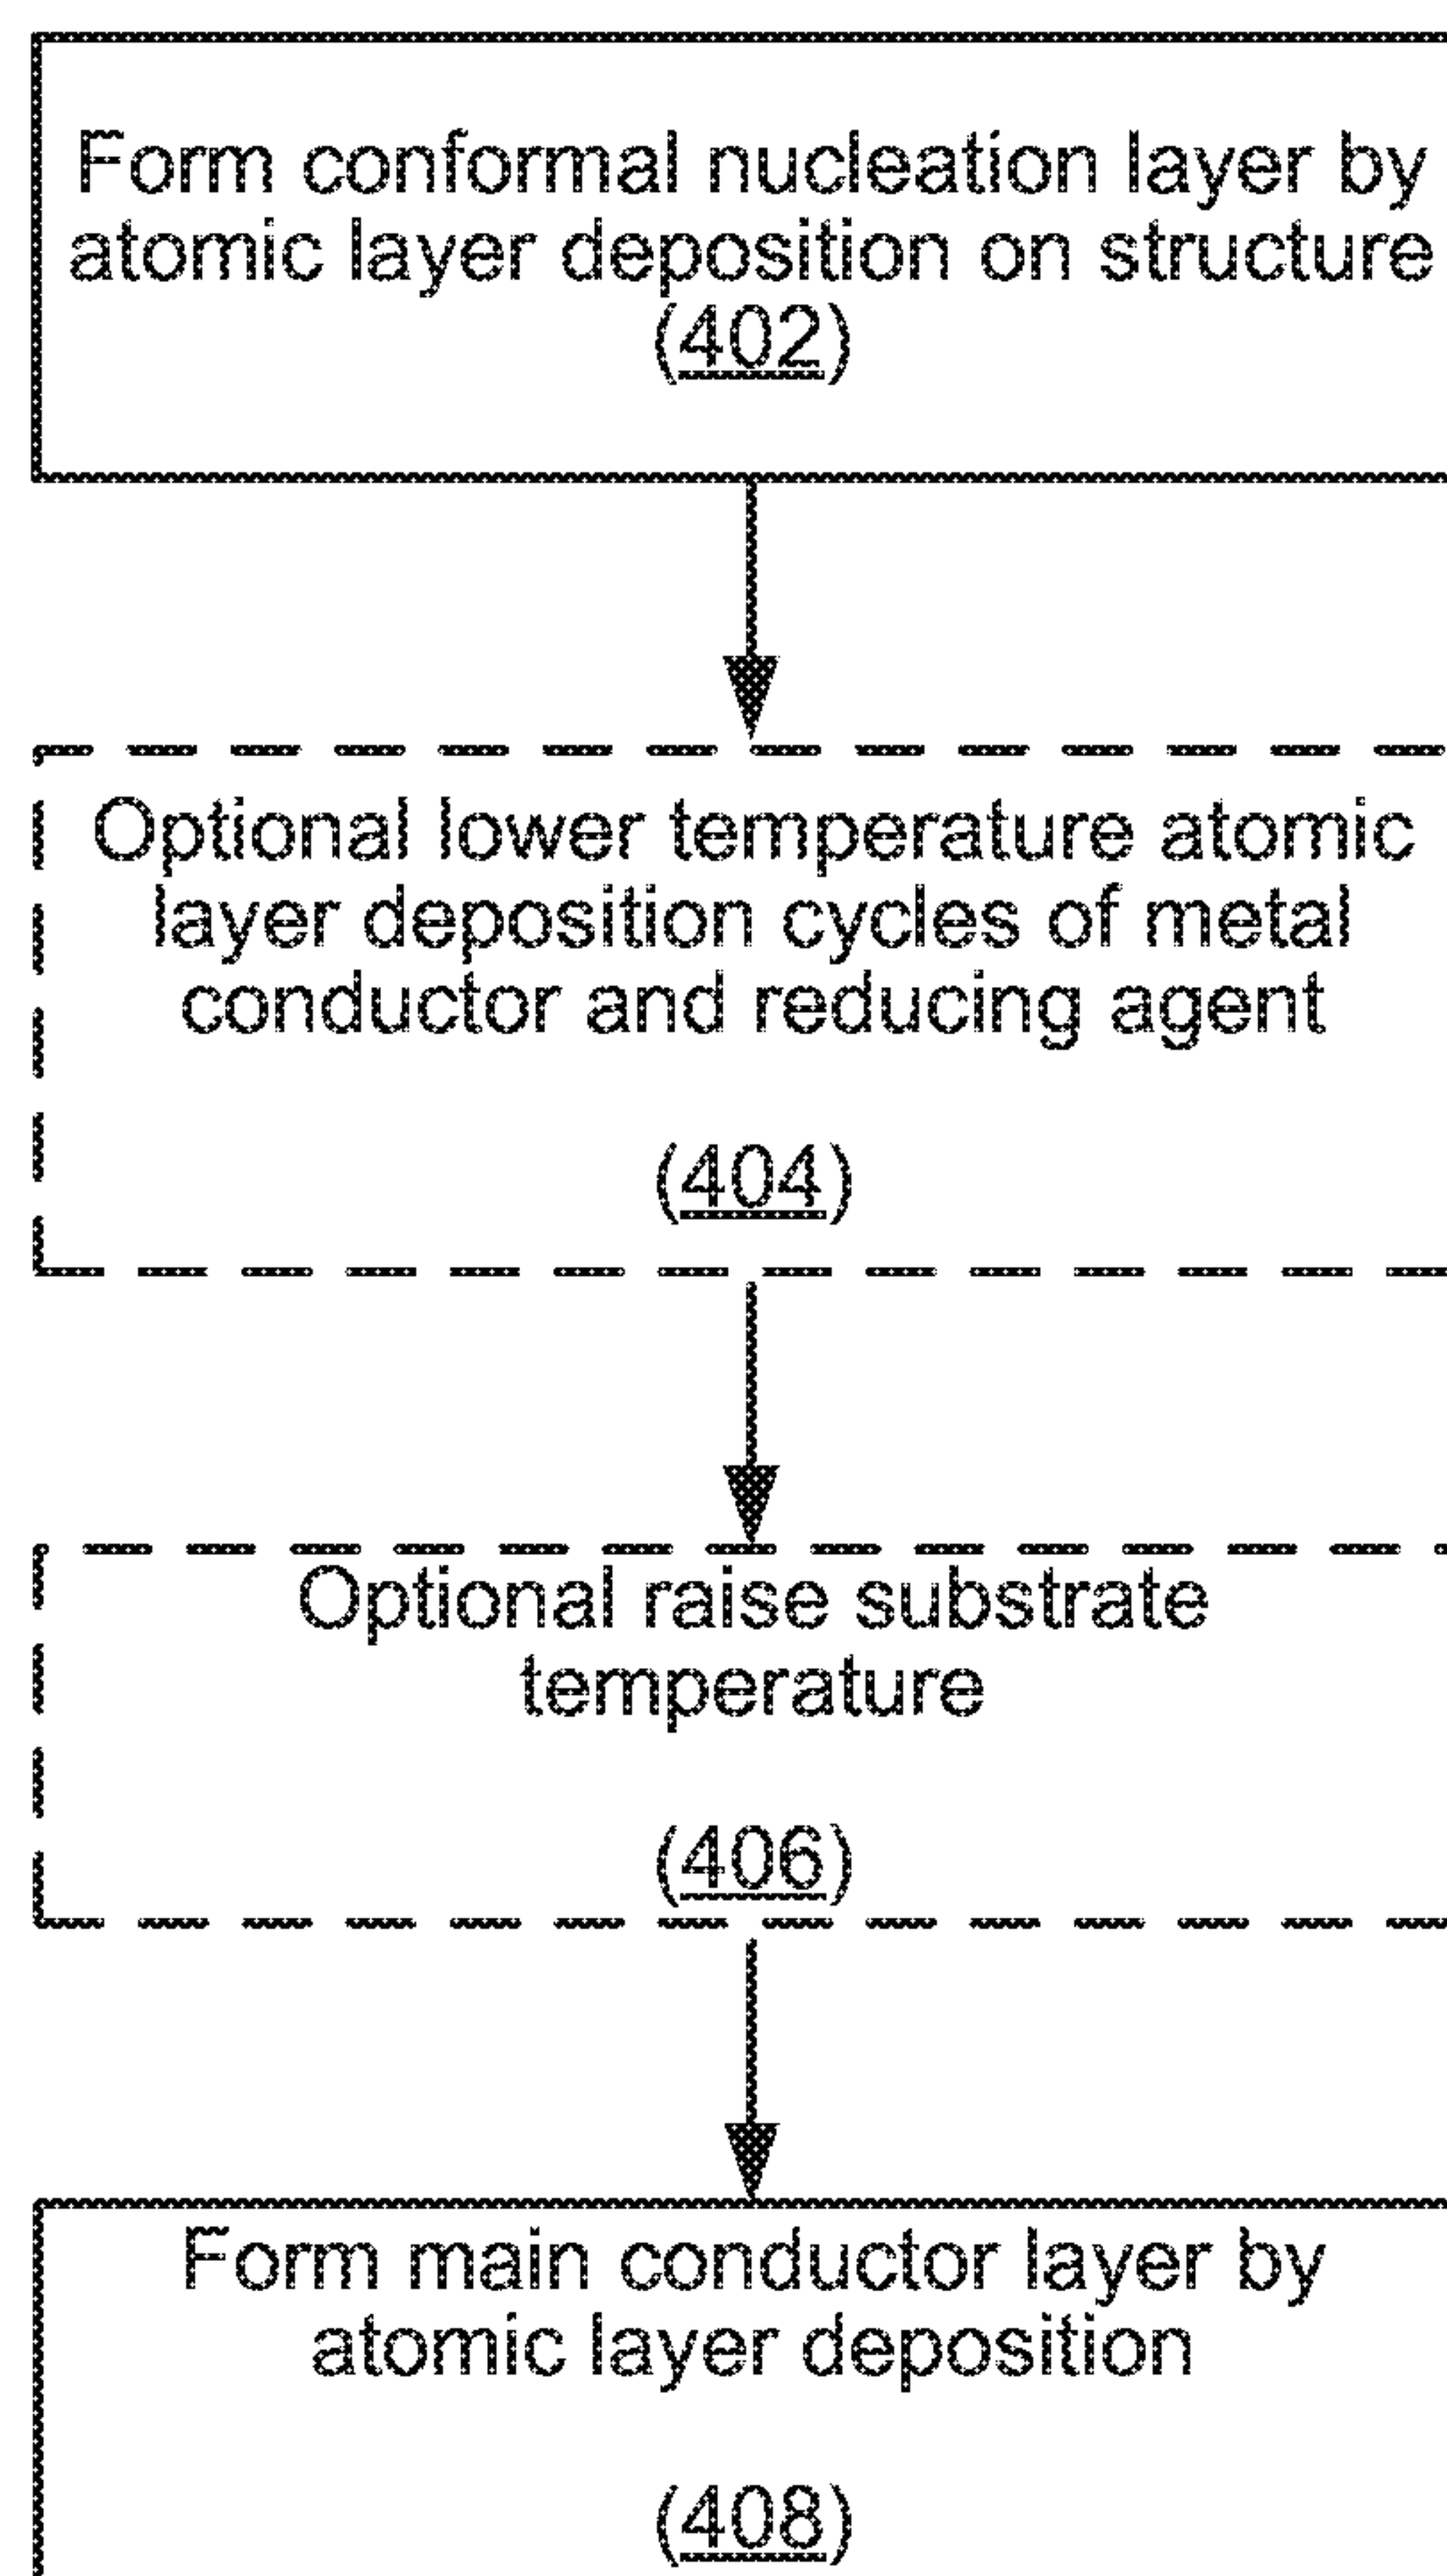 Form conformal nucleation layer by
atomic layer deposition on structure
(402)
Optional lower temperature atomic
layer deposition cycles of metal
conductor and reducing agent
(404)
Optional raise substrate
temperature
(406)
Form main conductor layer by
atomic layer deposition
(408)